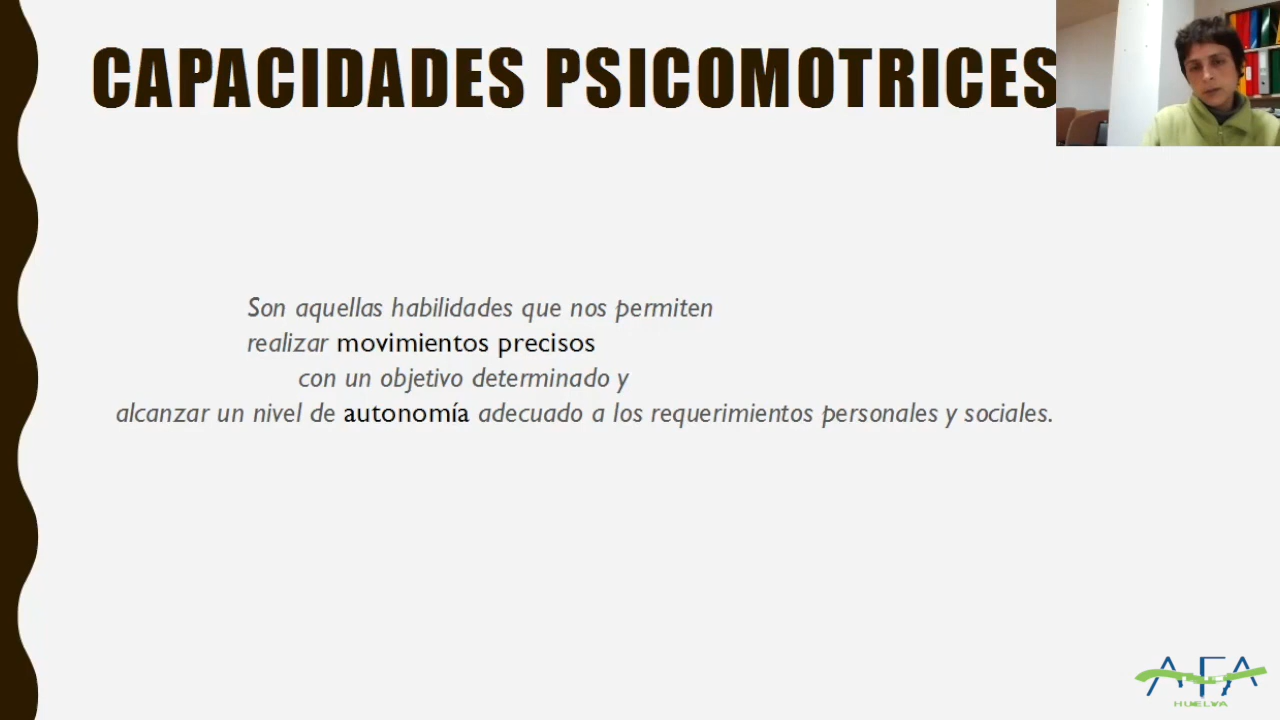 CAPACIDADES PSICOMOTRICES
Son aquellas habilidades que nos permiten
realizar movimientos precisos
con un objetivo determinado y
alcanzar un nivel de autonomía adecuado a los requerimientos personales y sociales.
AFA
HUELVA